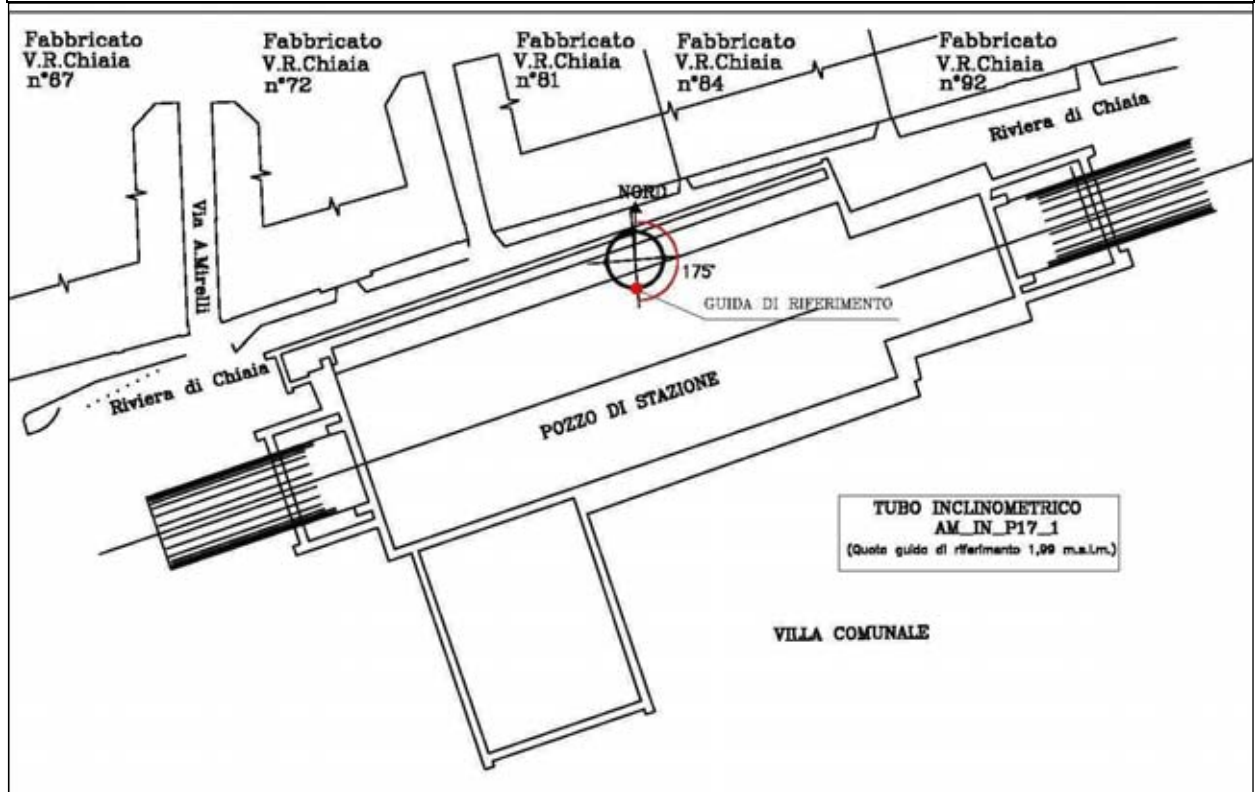 Fabbricato
V.R.Chiaia
n°67
Fabbricato
V.R.Chiaia
n°72
Fabbricato
V.R.Chiaia
n°81
Fabbricato
V.R.Chiaia
n°84
Fabbricato
V.R.Chiaia
n°92
Riviera di Chiaia
Via A.Mirelli
NORD
175°
GUIDA DI RIFERIMENTO
Riviera di Chiaia
POZZO DI STAZIONE
TUBO INCLINOMETRICO
AM_IN_P17_1
(Quota guida di riferimento 1,99 m.s.l.m.)
VILLA COMUNALE